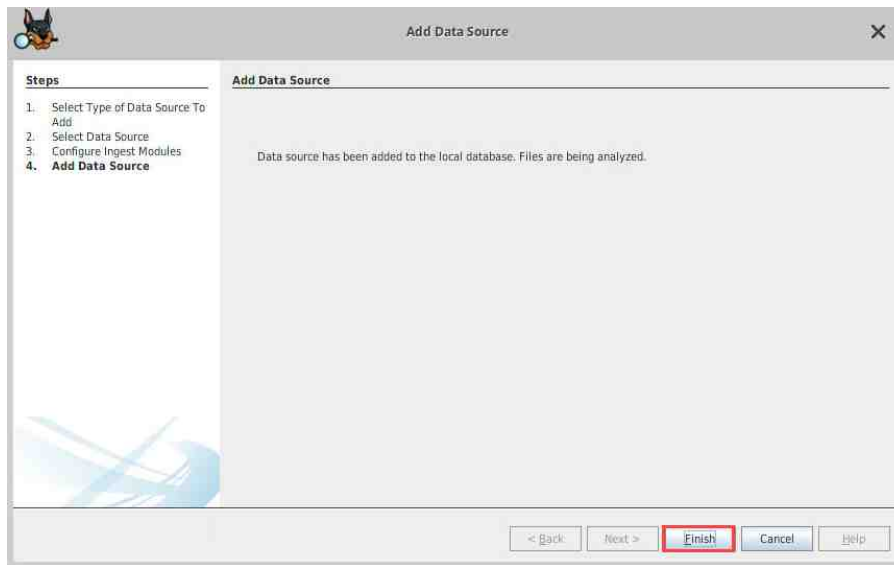 Add Data Source
Steps
1. Select Type of Data Source To
Add
2. Select Data Source
3. Configure Ingest Modules
4. Add Data Source
Add Data Source
Data source has been added to the local database. Files are being analyzed.
< Back Next > Finish Cancel Help